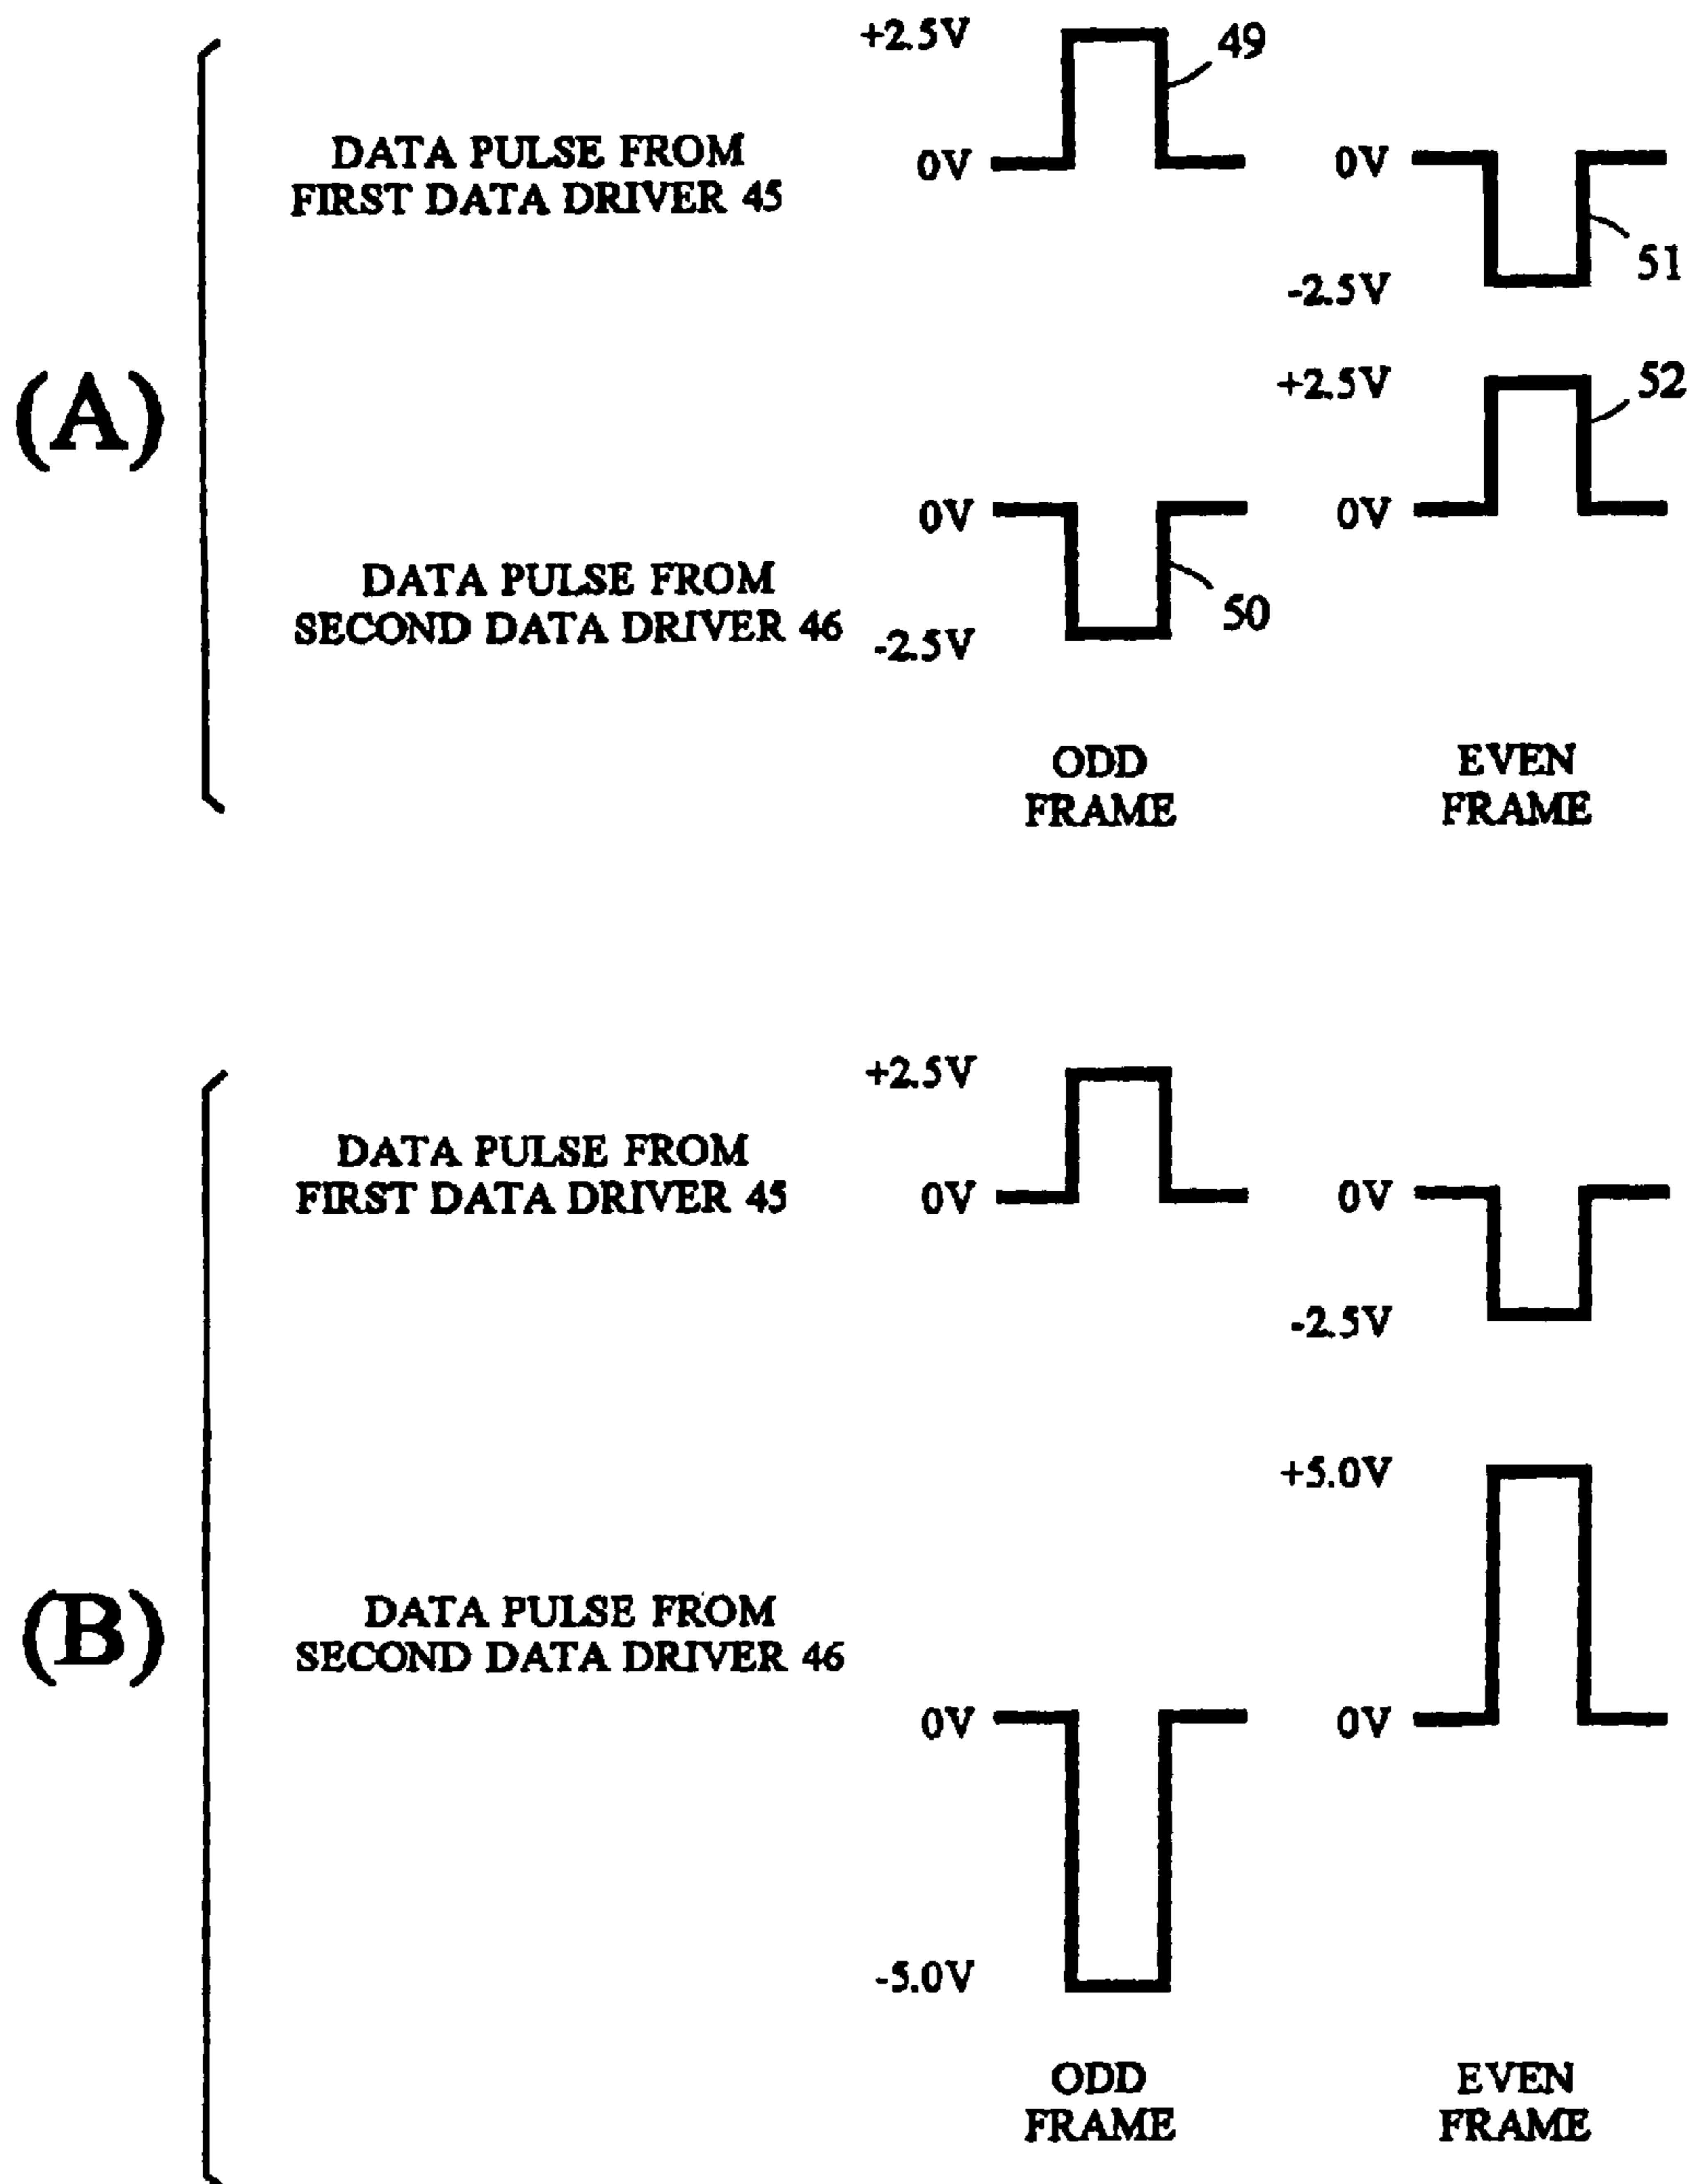 +2.5V
49
DATA PULSE FROM
0V
0V
FIRST DATA DRIVER 45
51
-2.5V
(A)
+2.5V
52
0V
0V
DATA PULSE FROM
50
SECOND DATA DRIVER 46
-2.5V
ODD
FRAME
EVEN
FRAME
+2.5V
DATA PULSE FROM
FIRST DATA DRIVER 45
0V
0V
-2.5V
+5.0V
(B)
DATA PULSE FROM
SECOND DATA DRIVER 46
0V
0V
-5.0V
ODD
FRAME
EVEN
FRAME